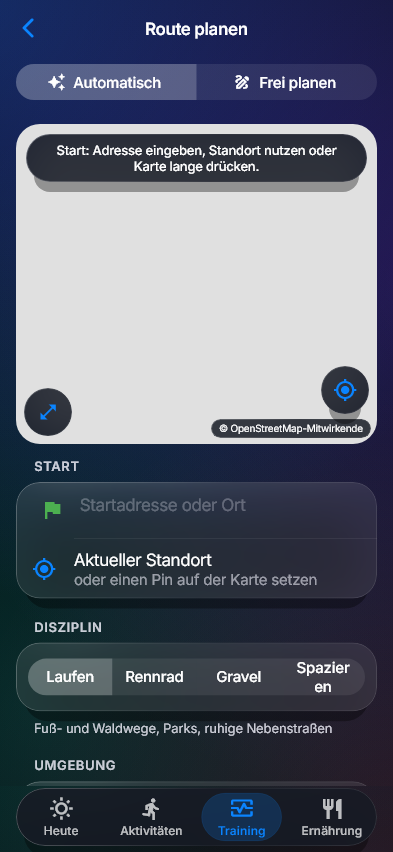 Route planen
Automatisch
Frei planen
Start: Adresse eingeben, Standort nutzen oder
Karte lange drücken.
© OpenStreetMap-Mitwirkende
START
Startadresse oder Ort
Aktueller Standort
oder einen Pin auf der Karte setzen
DISZIPLIN
Laufen
Rennrad
Gravel
Spazier
en
Fuß- und Waldwege, Parks, ruhige Nebenstraßen
UMGEBUNG
Heute
Aktivitäten
Training
Ernährung